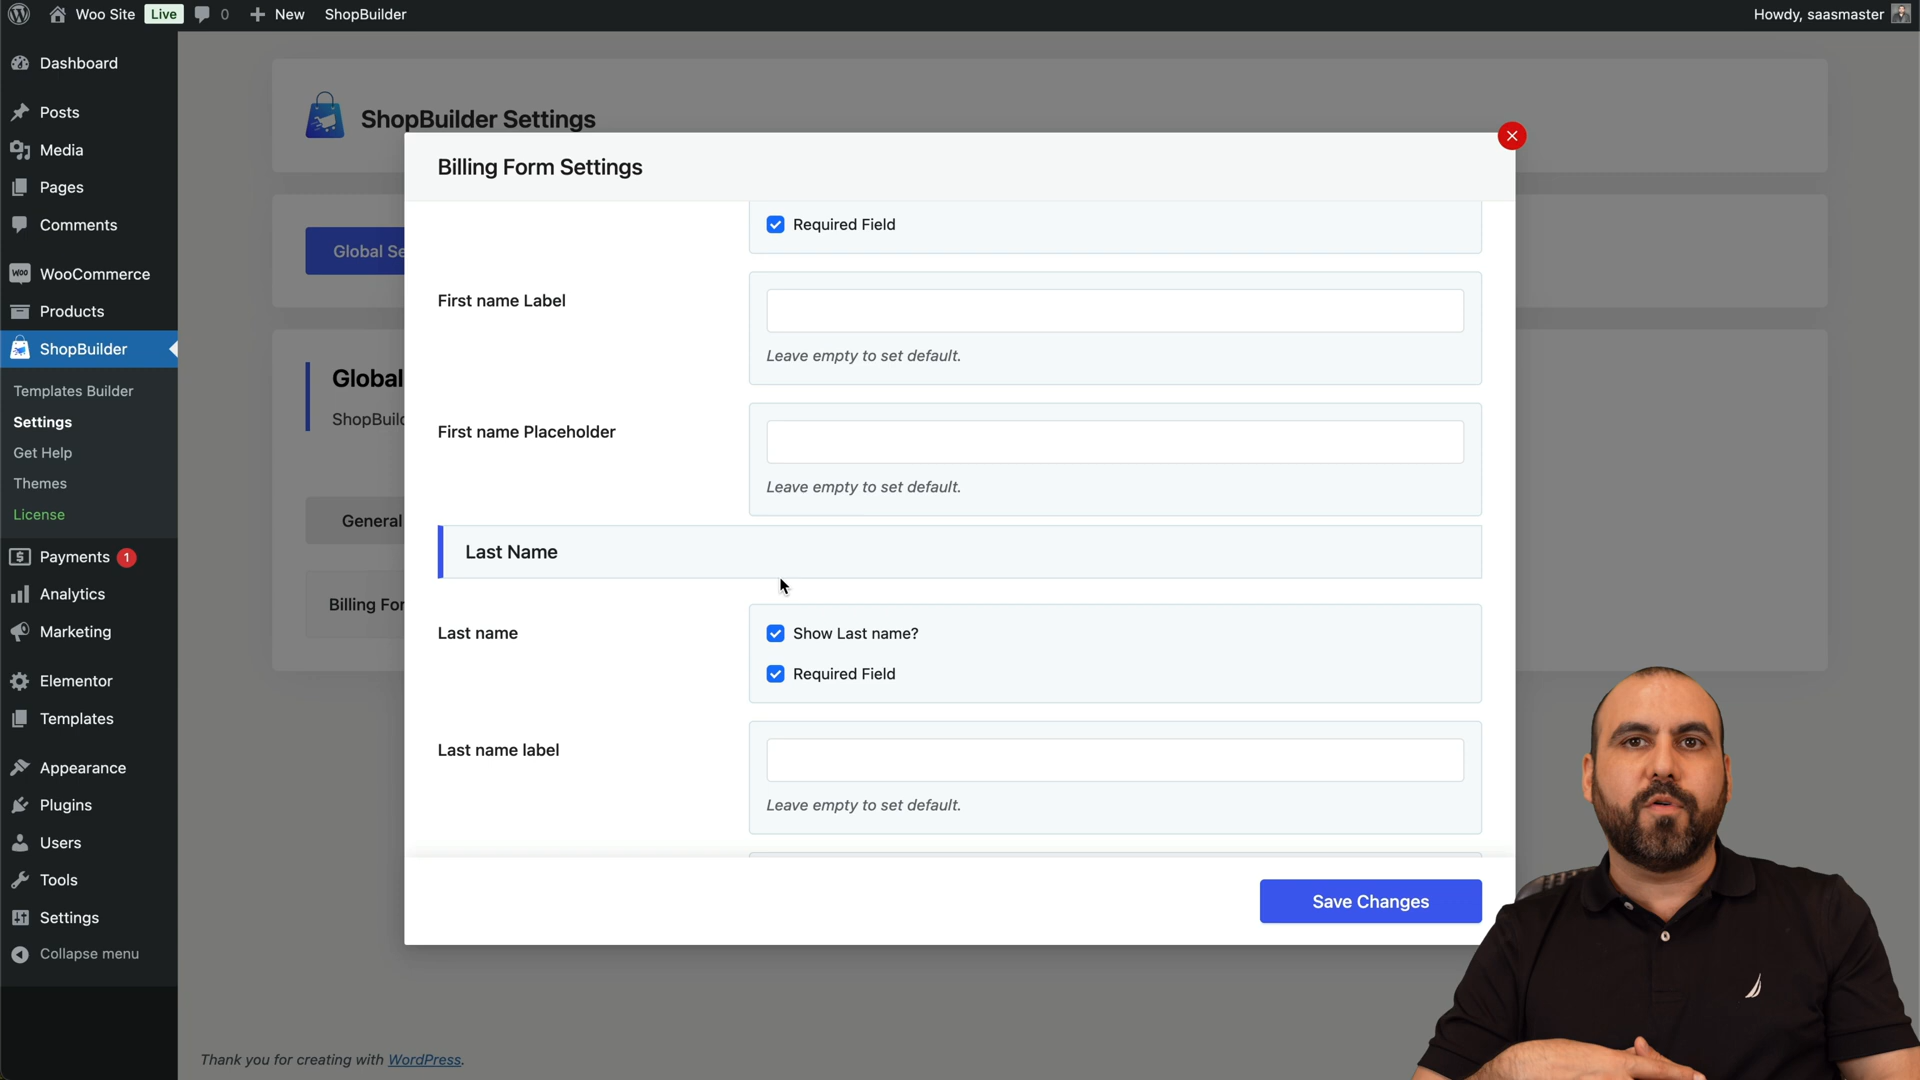 Woo Site Live 0 New ShopBuilder
Howdy, saasmaster
Dashboard
Posts
Media
Pages
Comments
WooCommerce
Products
ShopBuilder
Templates Builder
Settings
Get Help
Themes
License
Payments 1
Analytics
Marketing
Elementor
Templates
Appearance
Plugins
Users
Tools
Settings
Collapse menu
ShopBuilder Settings
Global Se
Global
ShopBuild
General
Billing For
Billing Form Settings
Required Field
First name Label
Leave empty to set default.
First name Placeholder
Leave empty to set default.
Last Name
Last name
Show Last name?
Required Field
Last name label
Leave empty to set default.
Save Changes
Thank you for creating with WordPress.